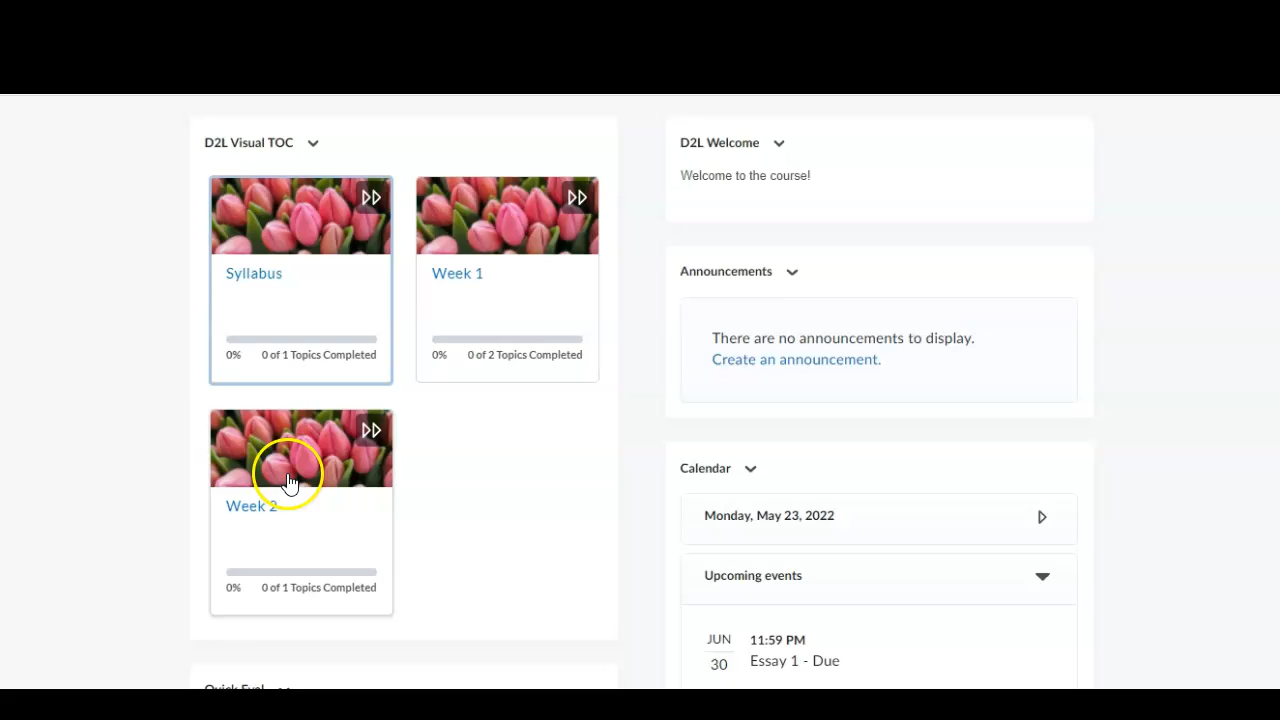 D2L Visual TOC
Syllabus
0% 0 of 1 Topics Completed
Week 1
0% 0 of 2 Topics Completed
Week 2
0% 0 of 1 Topics Completed
Quick Eval
D2L Welcome
Welcome to the course!
Announcements
There are no announcements to display.
Create an announcement.
Calendar
Monday, May 23, 2022
Upcoming events
JUN 30
11:59 PM
Essay 1 - Due